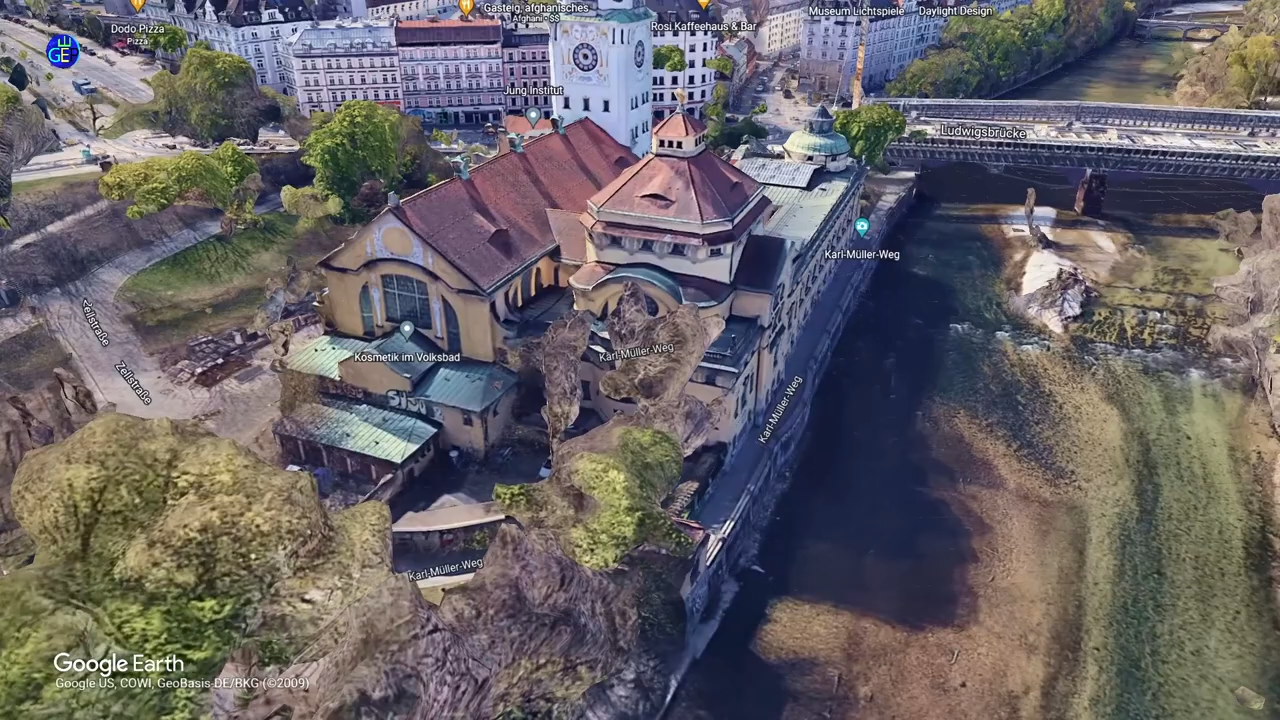 Dodo Pizza
Pizza
Gasteig, afghanisches
Afghani • $$
Rosi Kaffeehaus & Bar
Museum Lichtspiele
Daylight Design
Jung Institut
Ludwigsbrücke
Karl-Müller-Weg
Zellstraße
Zellstraße
Kosmetik im Volksbad
Karl-Müller-Weg
Karl-Müller-Weg
Karl-Müller-Weg
Google Earth
Google US, COWI, GeoBasis-DE/BKG (©2009)